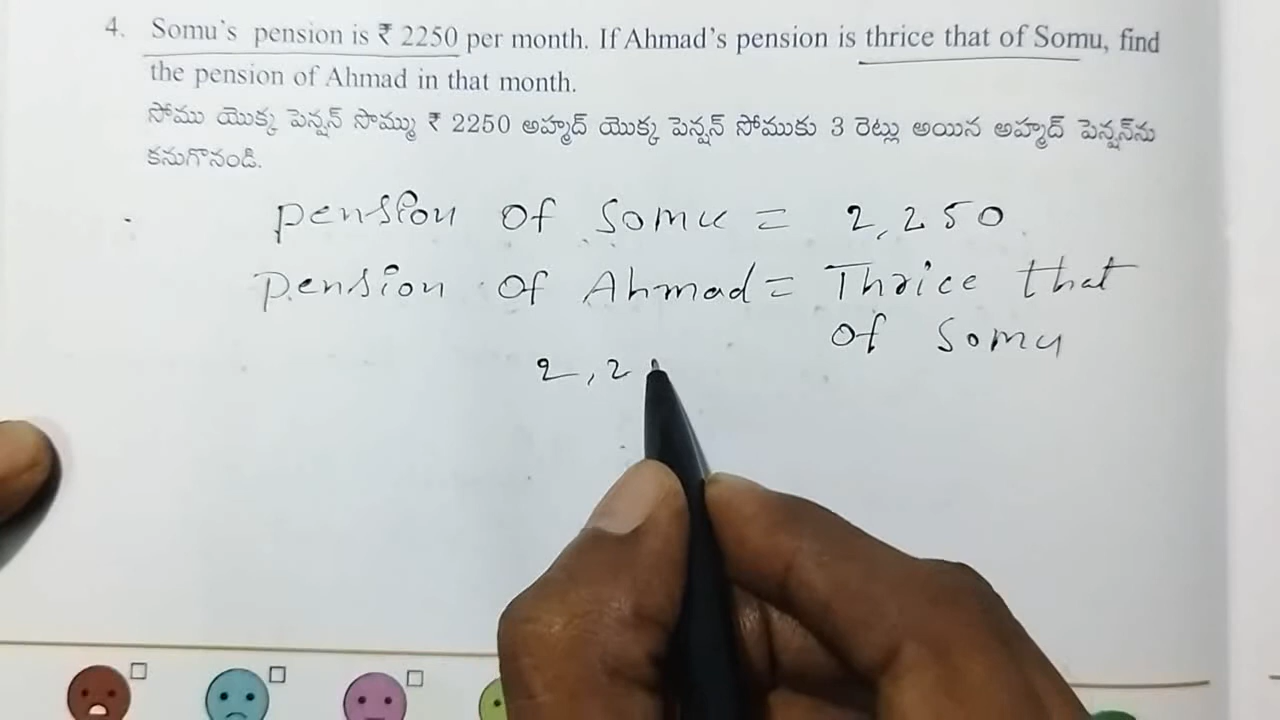 4. Somu's pension is ₹ 2250 per month. If Ahmad's pension is thrice that of Somu, find
the pension of Ahmad in that month.
సోము యొక్క పెన్షన్ సొమ్ము ₹ 2250 అహ్మద్ యొక్క పెన్షన్ సోముకు 3 రెట్లు అయిన అహ్మద్ పెన్షన్‌ను
కనుగొనండి.
pension of Somu = 2,250
pension of Ahmad = Thrice that
of Somu
2,2